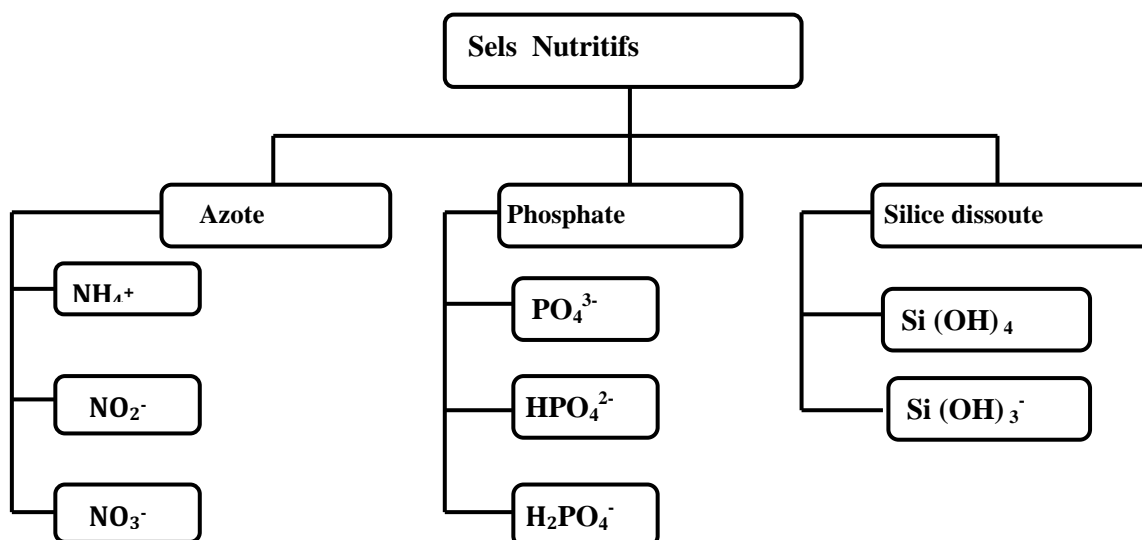 Sels Nutritifs
Azote
Phosphate
Silice dissoute
NH₄⁺
PO₄³⁻
Si (OH) ₄
NO₂⁻
HPO₄²⁻
Si (OH) ₃⁻
NO₃⁻
H₂PO₄⁻